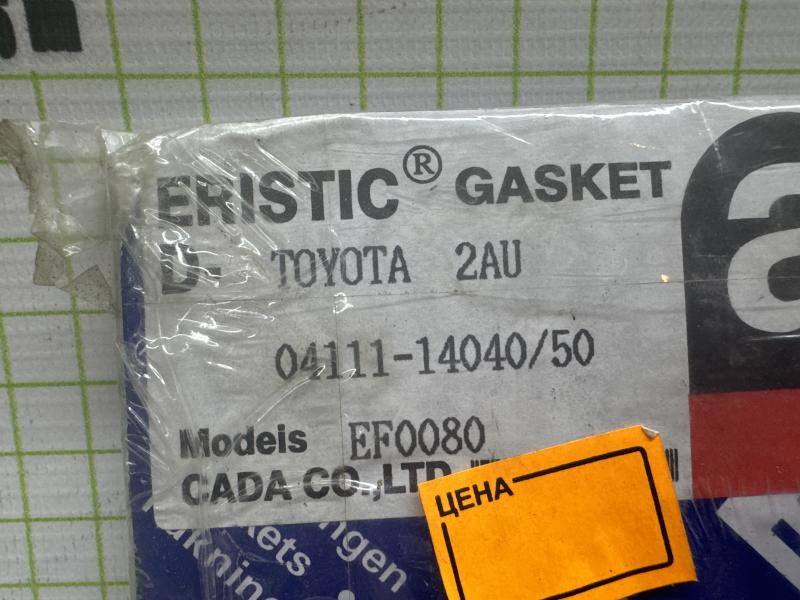 ERISTIC® GASKET
D- TOYOTA 2AU
04111-14040/50
Modeis EF0080
CADA CO.,LTD
ЦЕНА
ngen
kets
a